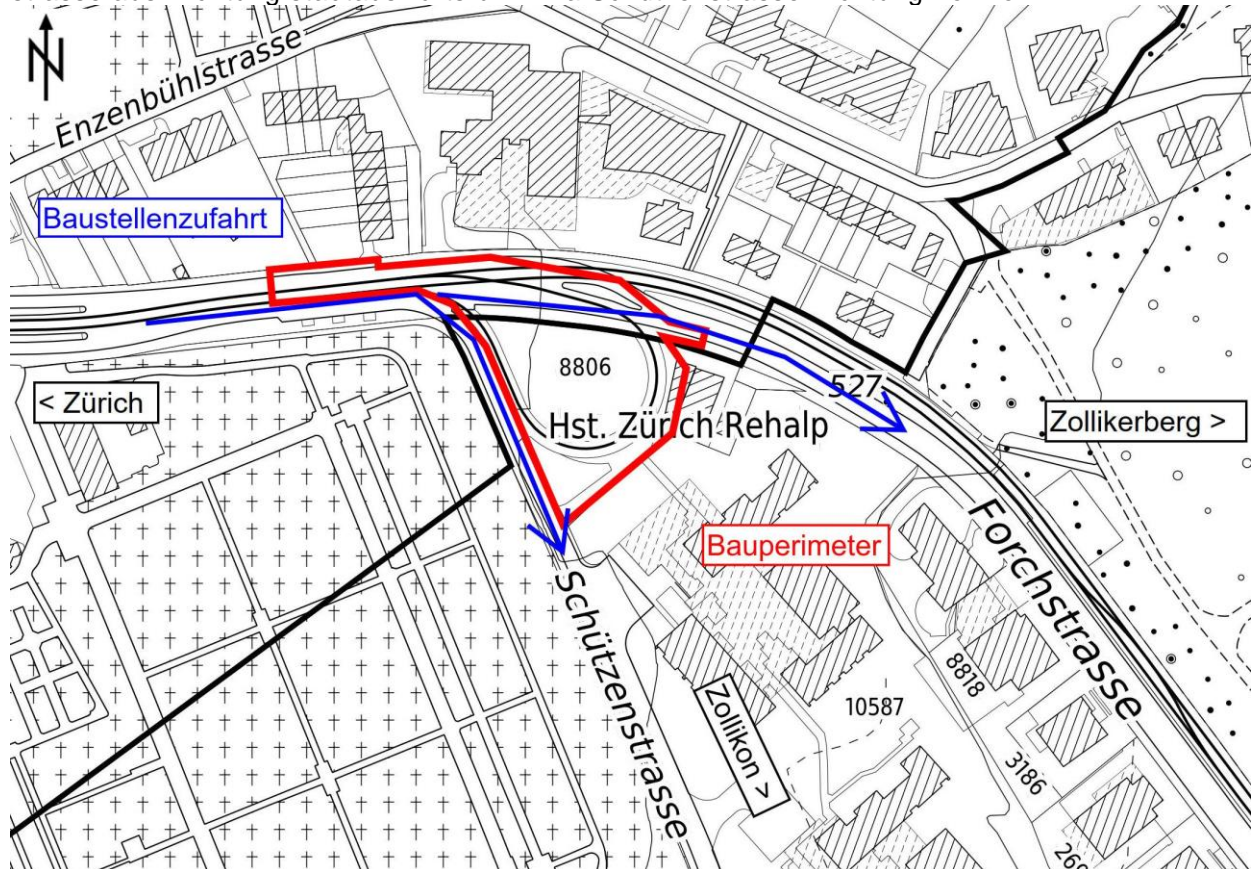 N
Enzenbühlstrasse
Baustellenzufahrt
8806
< Zürich
527
Zollikerberg >
Hst. Zürich Rehalp
Bauperimeter
Forchstrasse
Schützenstrasse
Zollikon >
8818
10587
3186